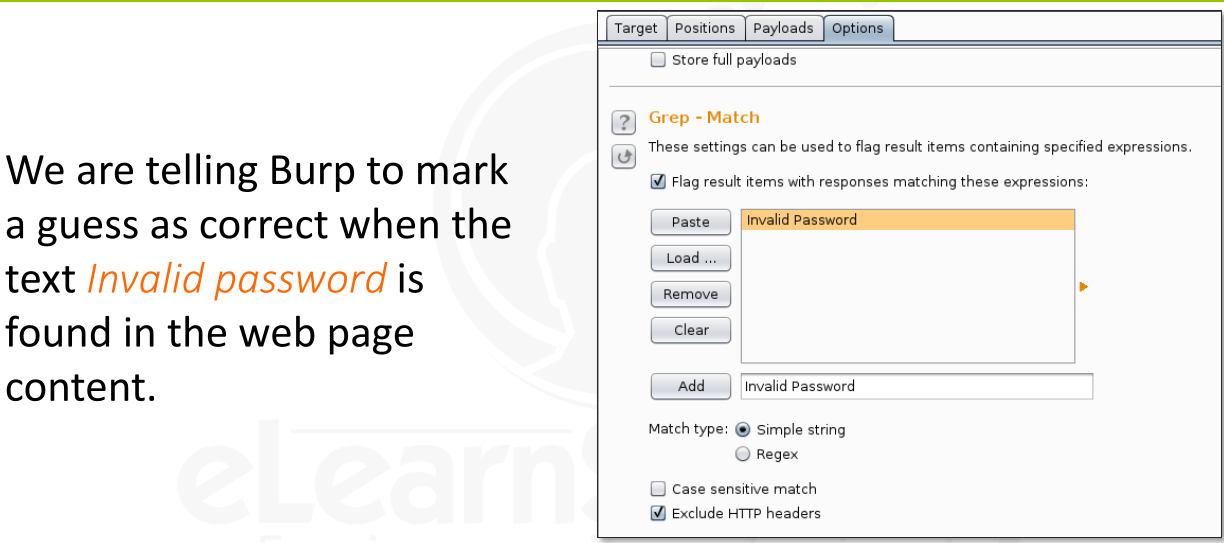 We are telling Burp to mark
a guess as correct when the
text Invalid password is
found in the web page
content.
Target Positions Payloads Options
Store full payloads
? Grep - Match
These settings can be used to flag result items containing specified expressions.
Flag result items with responses matching these expressions:
Paste Invalid Password
Load ...
Remove
Clear
Add Invalid Password
Match type: Simple string
Regex
Case sensitive match
Exclude HTTP headers
eLearnS